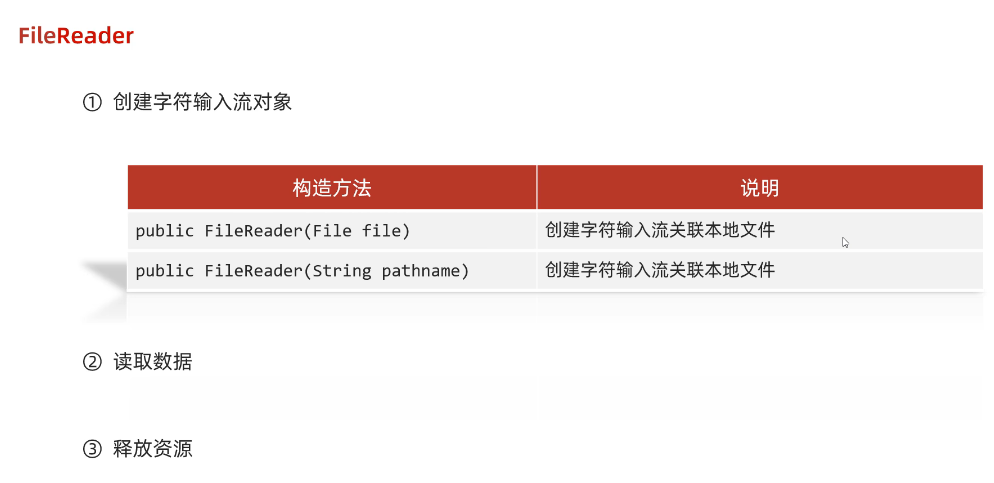 FileReader
① 创建字符输入流对象
构造方法 说明
public FileReader(File file) 创建字符输入流关联本地文件
public FileReader(String pathname) 创建字符输入流关联本地文件
② 读取数据
③ 释放资源